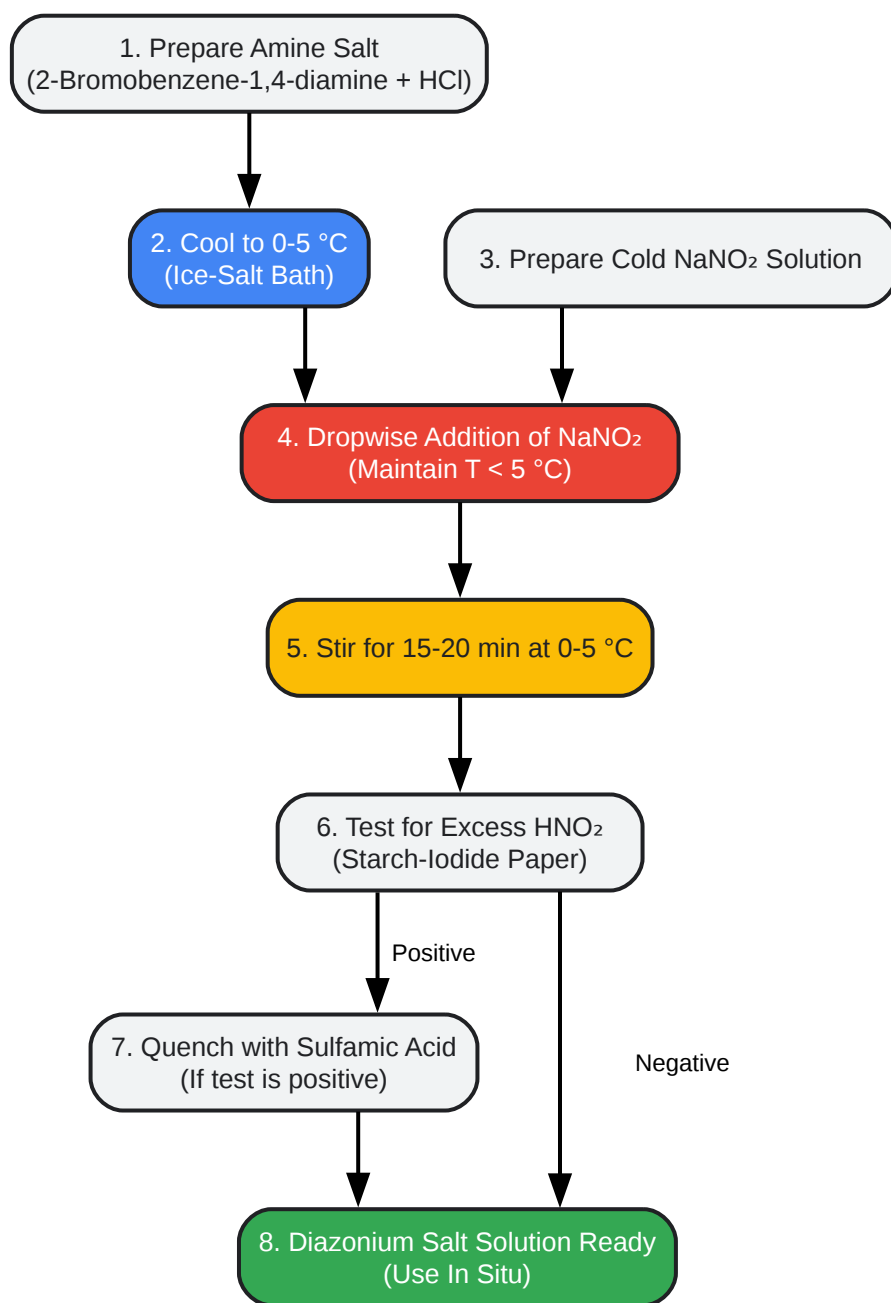 1. Prepare Amine Salt
(2-Bromobenzene-1,4-diamine + HCl)
2. Cool to 0-5 °C
(Ice-Salt Bath)
3. Prepare Cold NaNO₂ Solution
4. Dropwise Addition of NaNO₂
(Maintain T < 5 °C)
5. Stir for 15-20 min at 0-5 °C
6. Test for Excess HNO₂
(Starch-Iodide Paper)
Positive
7. Quench with Sulfamic Acid
(If test is positive)
Negative
8. Diazonium Salt Solution Ready
(Use In Situ)